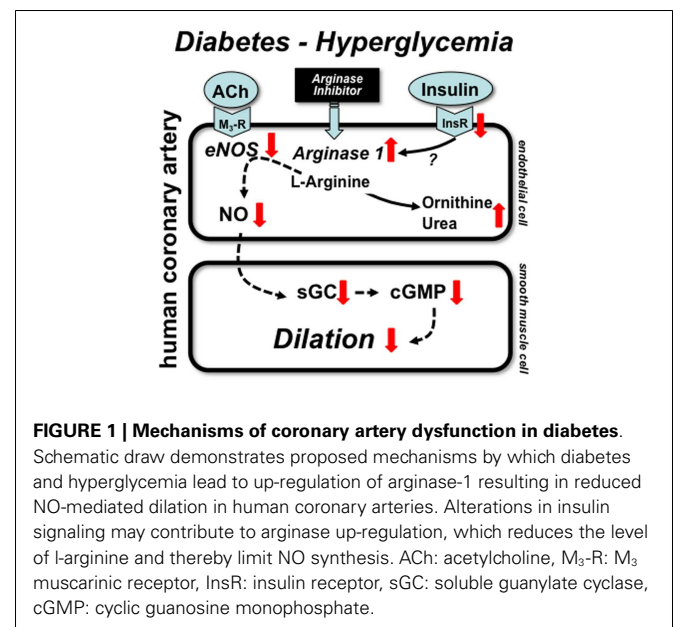 Diabetes - Hyperglycemia
ACh
Arginase
Inhibitor
Insulin
M₃-R
InsR
eNOS
Arginase 1
?
L-Arginine
NO
Ornithine
Urea
endothelial cell
human coronary artery
sGC
cGMP
Dilation
smooth muscle cell
FIGURE 1 | Mechanisms of coronary artery dysfunction in diabetes.
Schematic draw demonstrates proposed mechanisms by which diabetes
and hyperglycemia lead to up-regulation of arginase-1 resulting in reduced
NO-mediated dilation in human coronary arteries. Alterations in insulin
signaling may contribute to arginase up-regulation, which reduces the level
of l-arginine and thereby limit NO synthesis. ACh: acetylcholine, M₃-R: M₃
muscarinic receptor, InsR: insulin receptor, sGC: soluble guanylate cyclase,
cGMP: cyclic guanosine monophosphate.